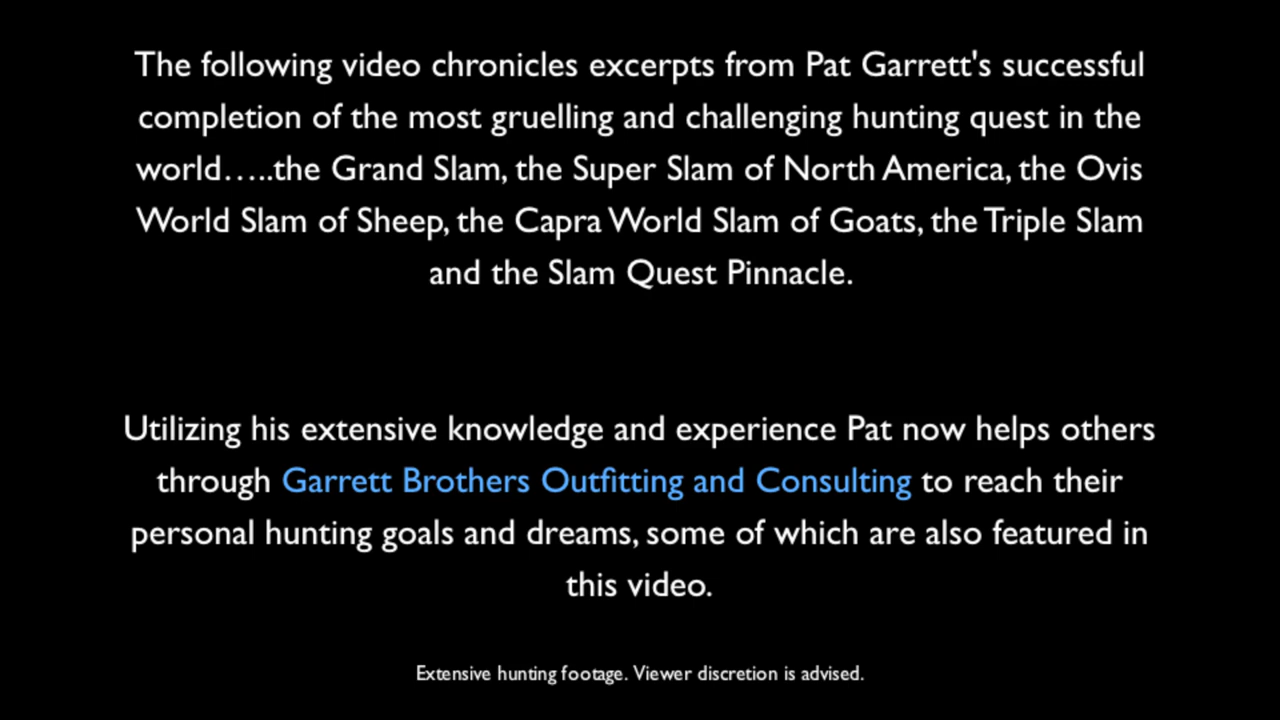 The following video chronicles excerpts from Pat Garrett's successful
completion of the most gruelling and challenging hunting quest in the
world…..the Grand Slam, the Super Slam of North America, the Ovis
World Slam of Sheep, the Capra World Slam of Goats, the Triple Slam
and the Slam Quest Pinnacle.
Utilizing his extensive knowledge and experience Pat now helps others
through Garrett Brothers Outfitting and Consulting to reach their
personal hunting goals and dreams, some of which are also featured in
this video.
Extensive hunting footage. Viewer discretion is advised.